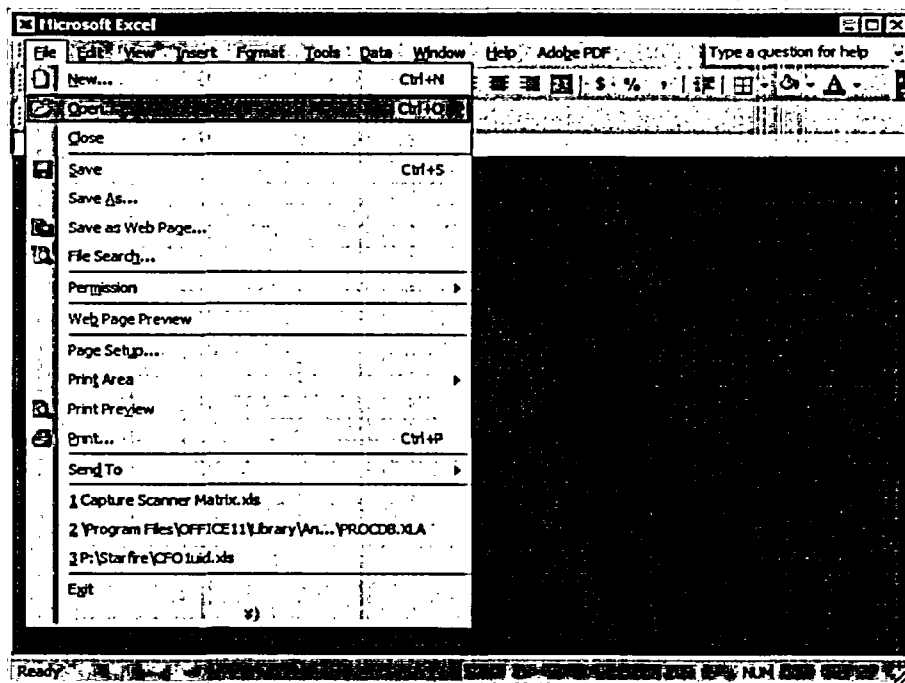 Microsoft Excel
File Edit View Insert Format Tools Data Window Help Adobe PDF Type a question for help
New... Ctrl+N
Open... Ctrl+O
Close
Save Ctrl+S
Save As...
Save as Web Page...
File Search...
Permission
Web Page Preview
Page Setup...
Print Area
Print Preview
Print... Ctrl+P
Send To
1 Capture Scanner Matrix.xls
2 \Program Files\OFFICE11\Library\An...\PROCDB.XLA
3 P:\Starfire\CFO1uid.xls
Exit
Ready NUM